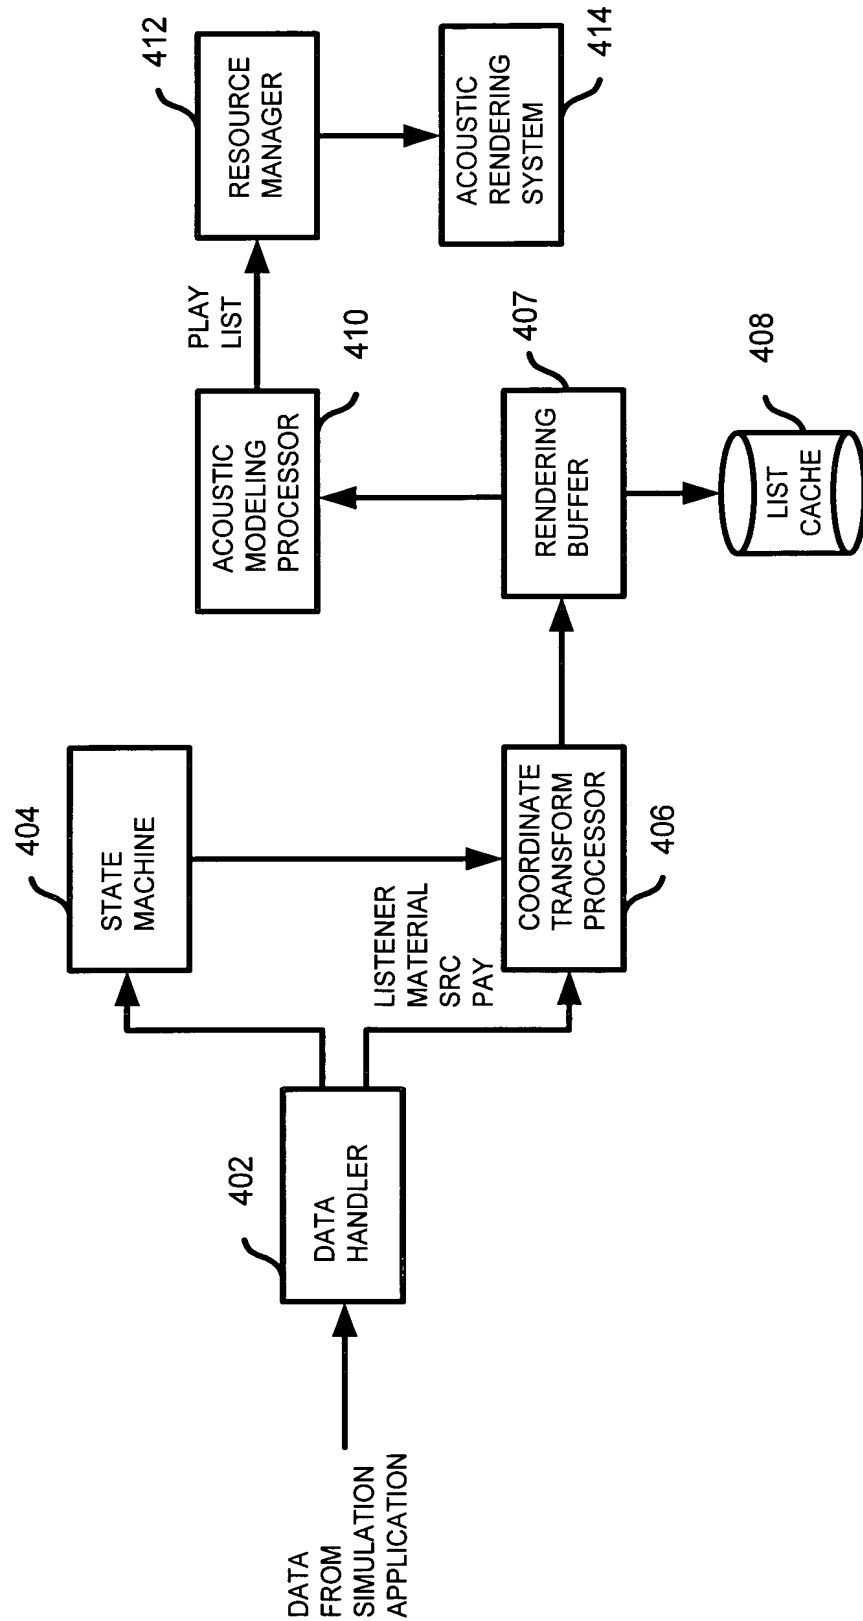 DATA
FROM
SIMULATION
APPLICATION
402
DATA
HANDLER
404
STATE
MACHINE
LISTENER
MATERIAL
SRC
PAY
COORDINATE
TRANSFORM
PROCESSOR
406
RENDERING
BUFFER
407
LIST
CACHE
408
ACOUSTIC
MODELING
PROCESSOR
410
PLAY
LIST
RESOURCE
MANAGER
412
ACOUSTIC
RENDERING
SYSTEM
414